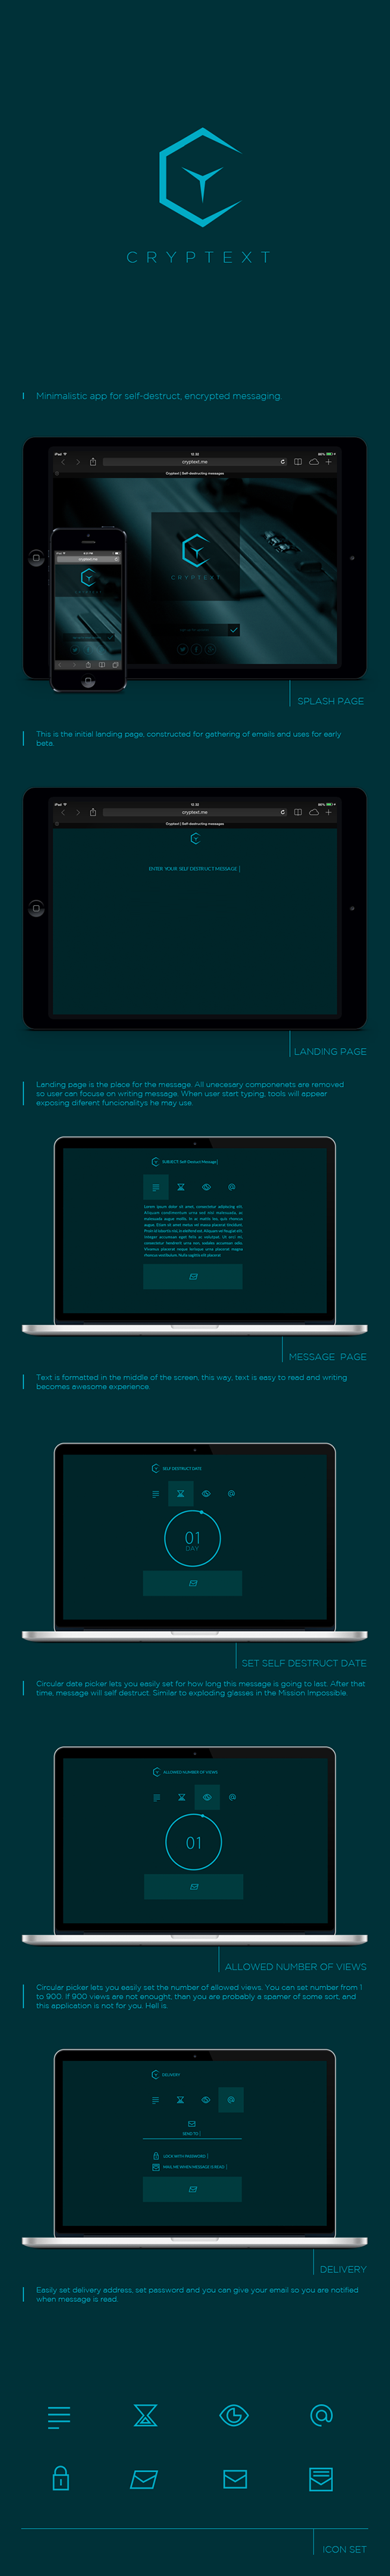 CRYPTEXT
Minimalistic app for self-destruct, encrypted messaging.
iPad
12:32
86%
cryptext.me
Cryptext | Self-destructing messages
cryptext.me
CRYPTEXT
CRYPTEXT
SPLASH PAGE
This is the initial landing page, constructed for gathering of emails and uses for early
beta.
iPad
12:32
86%
cryptext.me
Cryptext | Self-destructing messages
ENTER YOUR SELF DESTRUCT MESSAGE |
LANDING PAGE
Landing page is the place for the message. All unecesary componenets are removed
so user can focuse on writing message. When user start typing, tools will appear
exposing diferent funcionalitys he may use.
SUBJECT: Self Destruct Message |
Lorem ipsum dolor sit amet, consectetur adipiscing elit.
MESSAGE PAGE
Text is formatted in the middle of the screen, this way, text is easy to read and writing
becomes awesome experience.
SELF DESTRUCT DATE
01
DAY
SET SELF DESTRUCT DATE
Circular date picker lets you easily set for how long this message is going to last. After that
time, message will self destruct. Similar to exploding glasses in the Mission Impossible.
ALLOWED NUMBER OF VIEWS
01
ALLOWED NUMBER OF VIEWS
Circular picker lets you easily set the number of allowed views. You can set number from 1
to 900. If 900 views are not enought, than you are probably a spamer of some sort, and
this application is not for you. Hell is.
DELIVERY
SEND TO |
LOCK WITH PASSWORD |
MAIL ME WHEN MESSAGE IS READ |
DELIVERY
Easily set delivery address, set password and you can give your email so you are notified
when message is read.
ICON SET